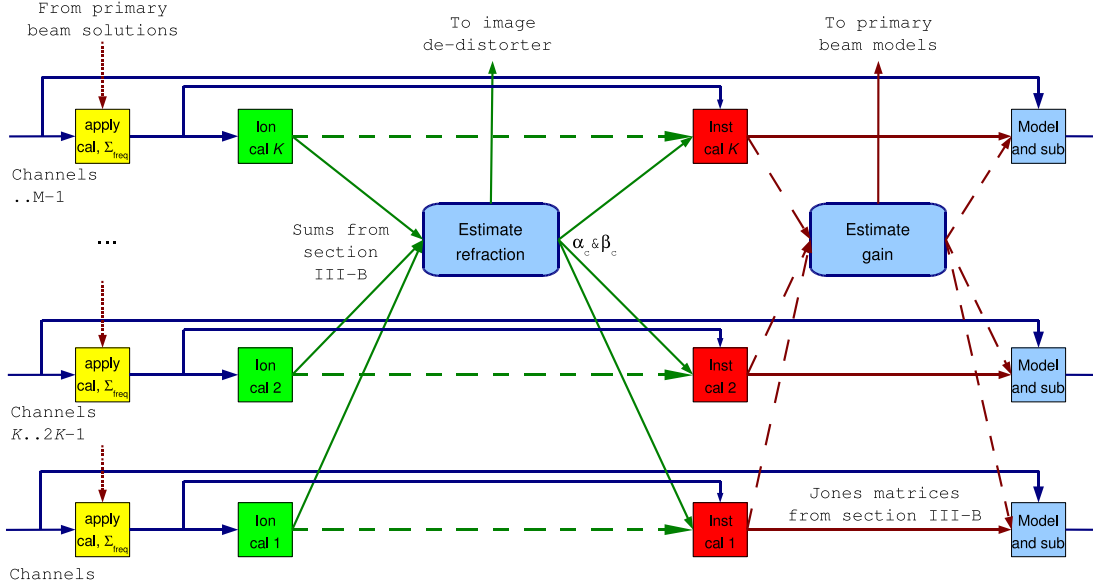 From primary
beam solutions
To image
de-distorter
To primary
beam models
apply
cal, Σfreq
Ion
cal K
Inst
cal K
Model
and sub
Channels
..M-1
...
Sums from
section
III-B
Estimate
refraction
αc&βc
Estimate
gain
apply
cal, Σfreq
Ion
cal 2
Inst
cal 2
Model
and sub
Channels
K..2K-1
Jones matrices
from section III-B
apply
cal, Σfreq
Ion
cal 1
Inst
cal 1
Model
and sub
Channels